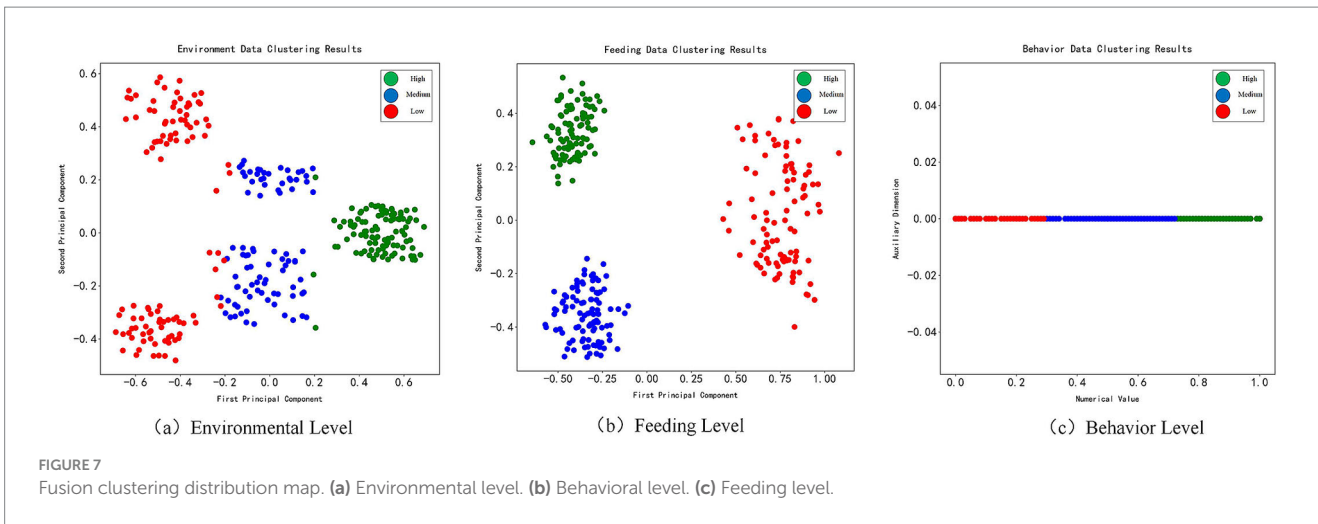 Environment Data Clustering Results
High
Medium
Low
Second Principal Component
0.6
0.4
0.2
0.0
−0.2
−0.4
−0.6 −0.4 −0.2 0.0 0.2 0.4 0.6
First Principal Component
(a) Environmental Level
Feeding Data Clustering Results
High
Medium
Low
Second Principal Component
0.4
0.2
0.0
−0.2
−0.4
−0.50 −0.25 0.00 0.25 0.50 0.75 1.00
First Principal Component
(b) Feeding Level
Behavior Data Clustering Results
High
Medium
Low
Auxiliary Dimension
0.04
0.02
0.00
−0.02
−0.04
0.0 0.2 0.4 0.6 0.8 1.0
Numerical Value
(c) Behavior Level
FIGURE 7
Fusion clustering distribution map. (a) Environmental level. (b) Behavioral level. (c) Feeding level.